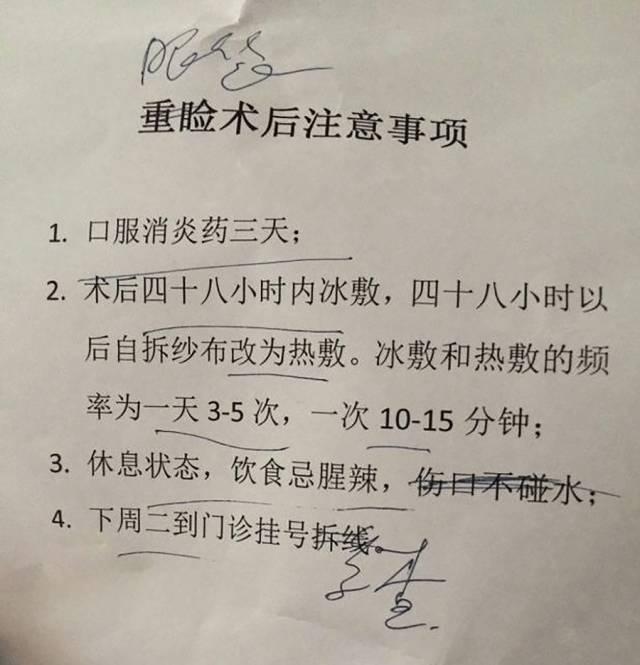 重睑术后注意事项
1. 口服消炎药三天；
2. 术后四十八小时内冰敷，四十八小时以
后自拆纱布改为热敷。冰敷和热敷的频
率为一天 3-5 次，一次 10-15 分钟；
3. 休息状态，饮食忌腥辣，伤口不碰水；
4. 下周二到门诊挂号拆线。